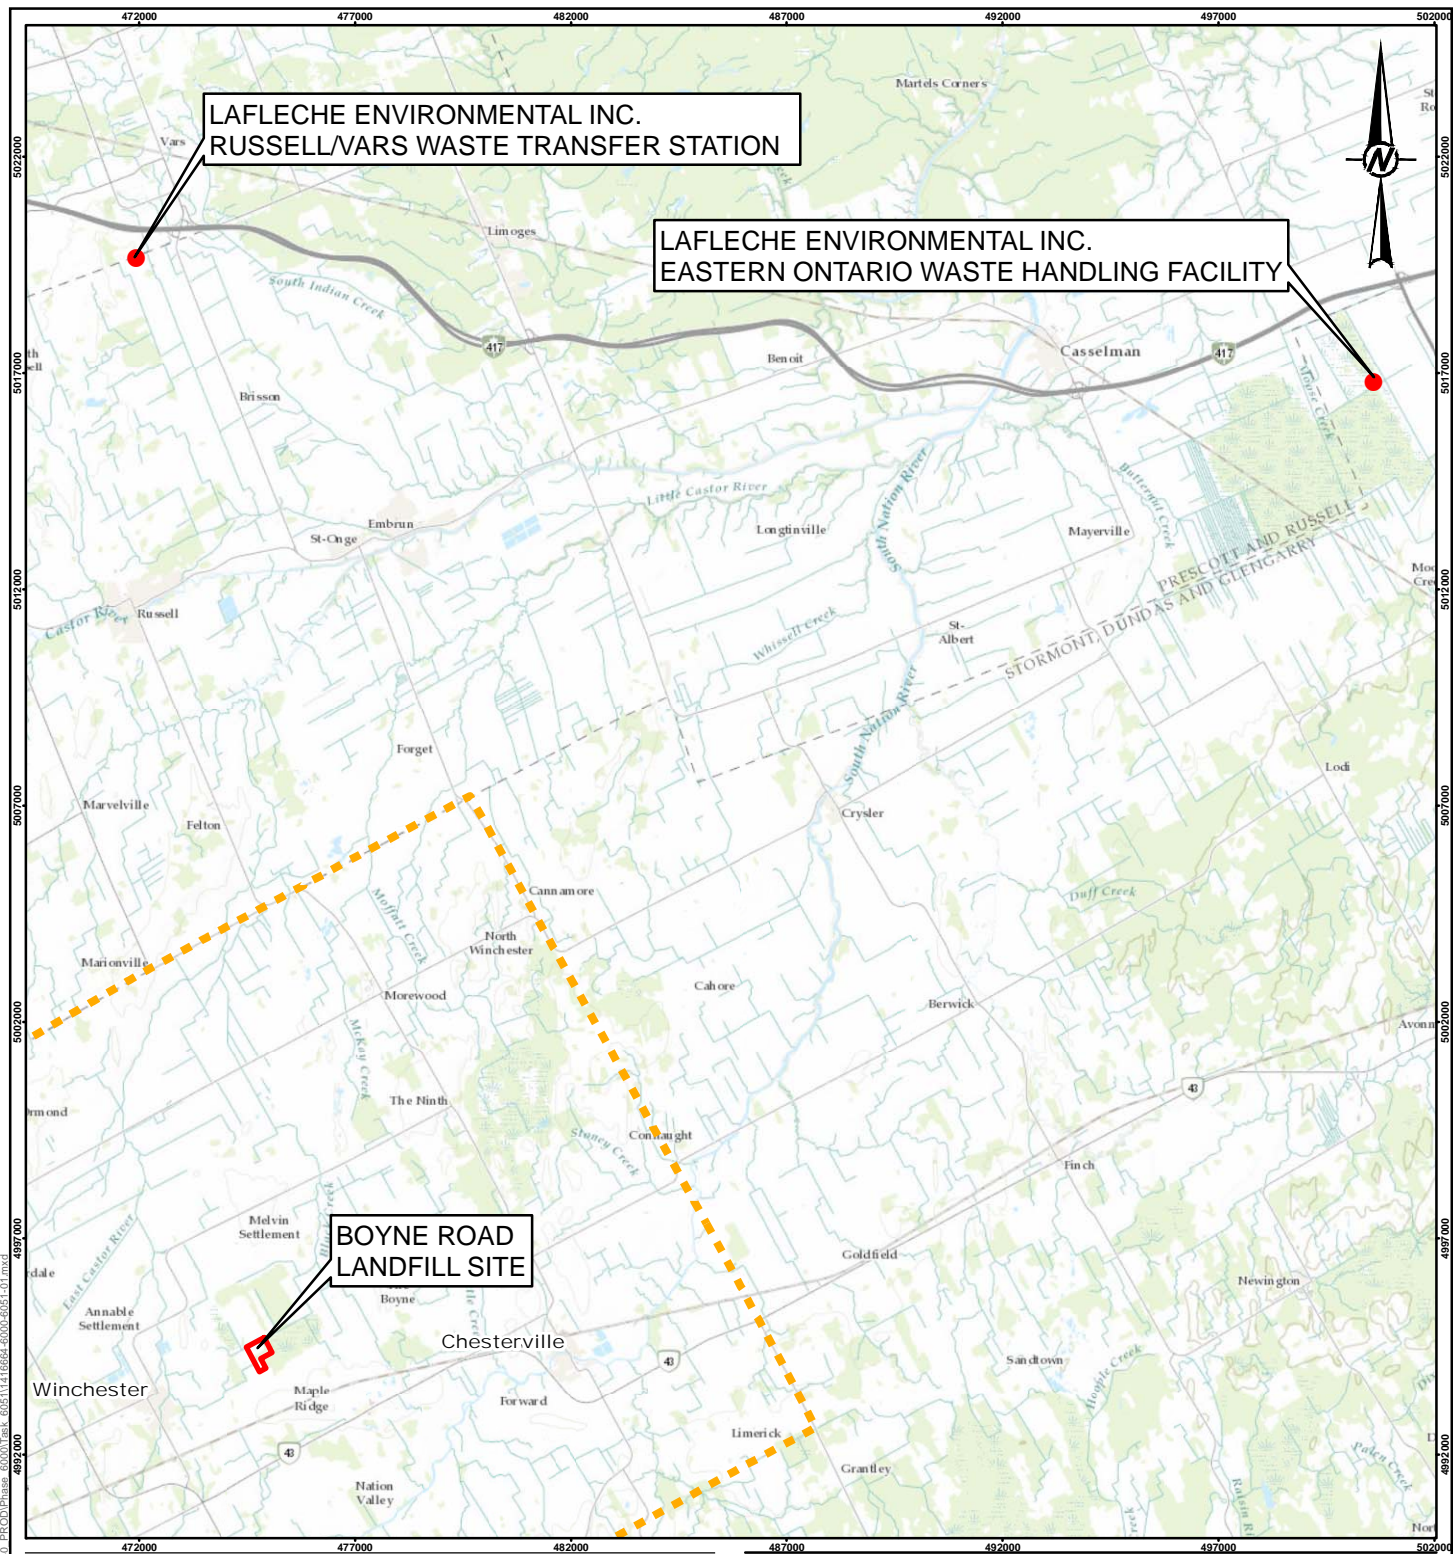 472000
477000
482000
487000
492000
497000
502000
Martels Corners
LAFLECHE ENVIRONMENTAL INC.
RUSSELL/VARS WASTE TRANSFER STATION
Vars
N
5022000
5022000
Limoges
LAFLECHE ENVIRONMENTAL INC.
EASTERN ONTARIO WASTE HANDLING FACILITY
South Indian Creek
417
Benoit
Casselman
417
5017000
5017000
Brisson
Mouse Creek
Little Castor River
Butternut Creek
Embrun
St-Onge
Longtinville
South Nation River
Mayerville
PRESCOTT AND RUSSELL
STORMONT, DUNDAS AND GLENGARRY
5012000
5012000
Castor River
Russell
Whissell Creek
St-
Albert
South Nation River
Forget
Lodi
Marvelville
5007000
5007000
Felton
Crysler
Cannamore
Duff Creek
Moffatt Creek
North
Winchester
Marionville
Morewood
Cahore
Berwick
5002000
5002000
McKay Creek
43
The Ninth
Stoney Creek
Connaught
Finch
Melvin
Settlement
BOYNE ROAD
LANDFILL SITE
4997000
4997000
East Castor River
Goldfield
Newington
Boyne
Annable
Settlement
Chesterville
43
Sandtown
Hoople Creek
Winchester
Maple
Ridge
Forward
Limerick
43
4992000
4992000
Grantley
Palen Creek
Nation
Valley
472000
477000
482000
487000
492000
497000
502000